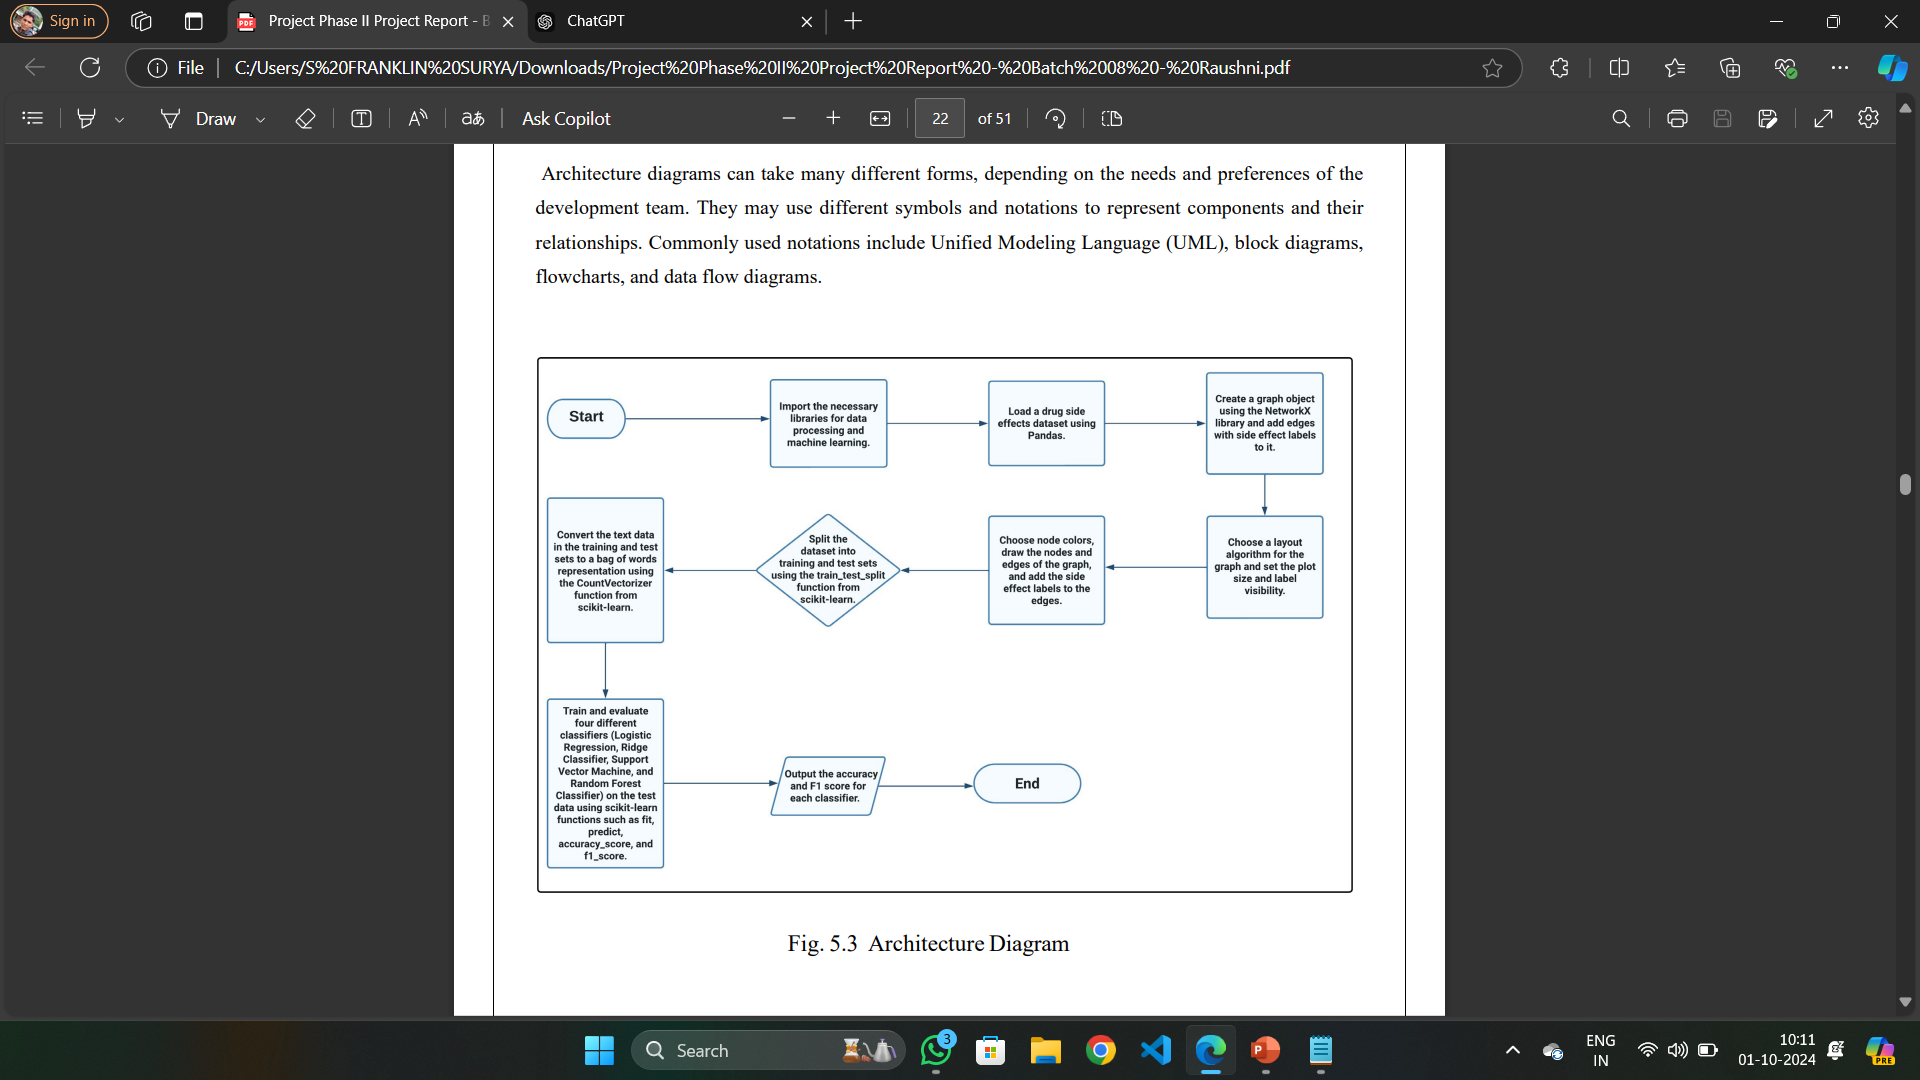 Sign in
Project Phase II Project Report - B
ChatGPT
File
C:/Users/S%20FRANKLIN%20SURYA/Downloads/Project%20Phase%20II%20Project%20Report%20-%20Batch%2008%20-%20Raushni.pdf
Draw
aあ
Ask Copilot
22 of 51
Architecture diagrams can take many different forms, depending on the needs and preferences of the
development team. They may use different symbols and notations to represent components and their
relationships. Commonly used notations include Unified Modeling Language (UML), block diagrams,
flowcharts, and data flow diagrams.
Start
Import the necessary
libraries for data
processing and
machine learning.
Load a drug side
effects dataset using
Pandas.
Create a graph object
using the NetworkX
library and add edges
with side effect labels
to it.
Choose a layout
algorithm for the
graph and set the plot
size and label
visibility.
Choose node colors,
draw the nodes and
edges of the graph,
and add the side
effect labels to the
edges.
Split the
dataset into
training and test sets
using the train_test_split
function from
scikit-learn.
Convert the text data
in the training and test
sets to a bag of words
representation using
the CountVectorizer
function from
scikit-learn.
Train and evaluate
four different
classifiers (Logistic
Regression, Ridge
Classifier, Support
Vector Machine, and
Random Forest
Classifier) on the test
data using scikit-learn
functions such as fit,
predict,
accuracy_score, and
f1_score.
Output the accuracy
and F1 score for
each classifier.
End
Fig. 5.3 Architecture Diagram
Search
3
ENG
IN
10:11
01-10-2024
PRE